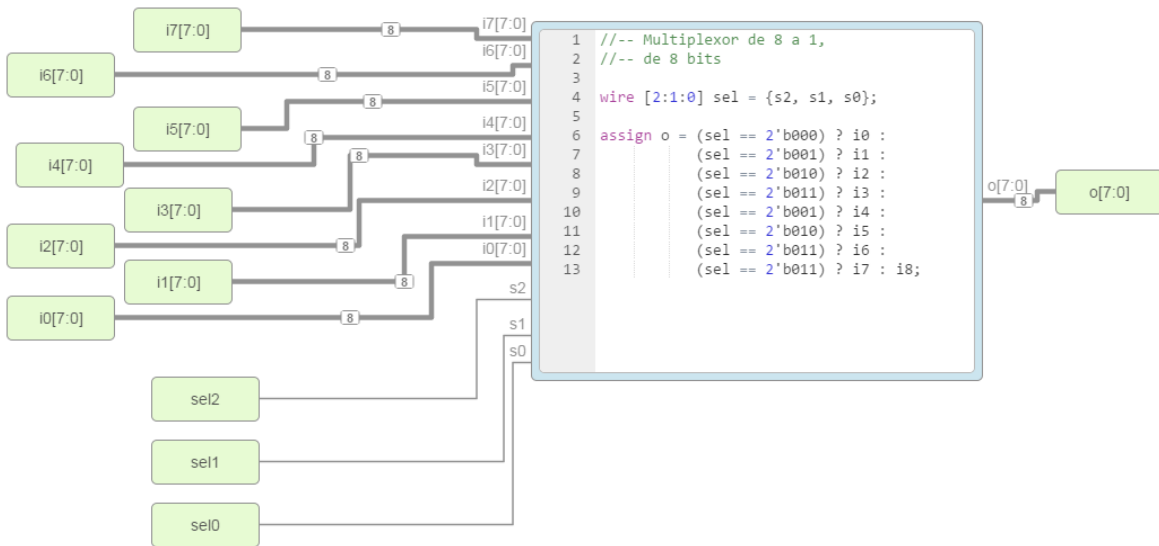 i7[7:0]
8
i7[7:0]
i6[7:0]
8
i6[7:0]
i5[7:0]
8
i5[7:0]
i4[7:0]
8
i4[7:0]
i3[7:0]
8
i3[7:0]
i2[7:0]
8
i2[7:0]
i1[7:0]
8
i1[7:0]
i0[7:0]
8
i0[7:0]
sel2
s2
sel1
s1
sel0
s0
1 //-- Multiplexor de 8 a 1,
2 //-- de 8 bits
3
4 wire [2:1:0] sel = {s2, s1, s0};
5
6 assign o = (sel == 2'b000) ? i0 :
7 (sel == 2'b001) ? i1 :
8 (sel == 2'b010) ? i2 :
9 (sel == 2'b011) ? i3 :
10 (sel == 2'b001) ? i4 :
11 (sel == 2'b010) ? i5 :
12 (sel == 2'b011) ? i6 :
13 (sel == 2'b011) ? i7 : i8;
o[7:0]
8
o[7:0]